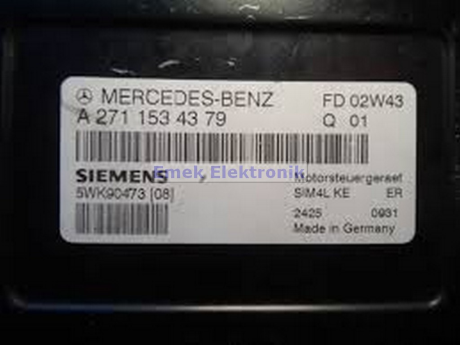 MERCEDES-BENZ FD 02W43
A 271 153 43 79 Q 01
Emek Elektronik
SIEMENS Motorsteuergeraet
5WK90473 [08] SIM4L KE ER
2425 0931
Made in Germany